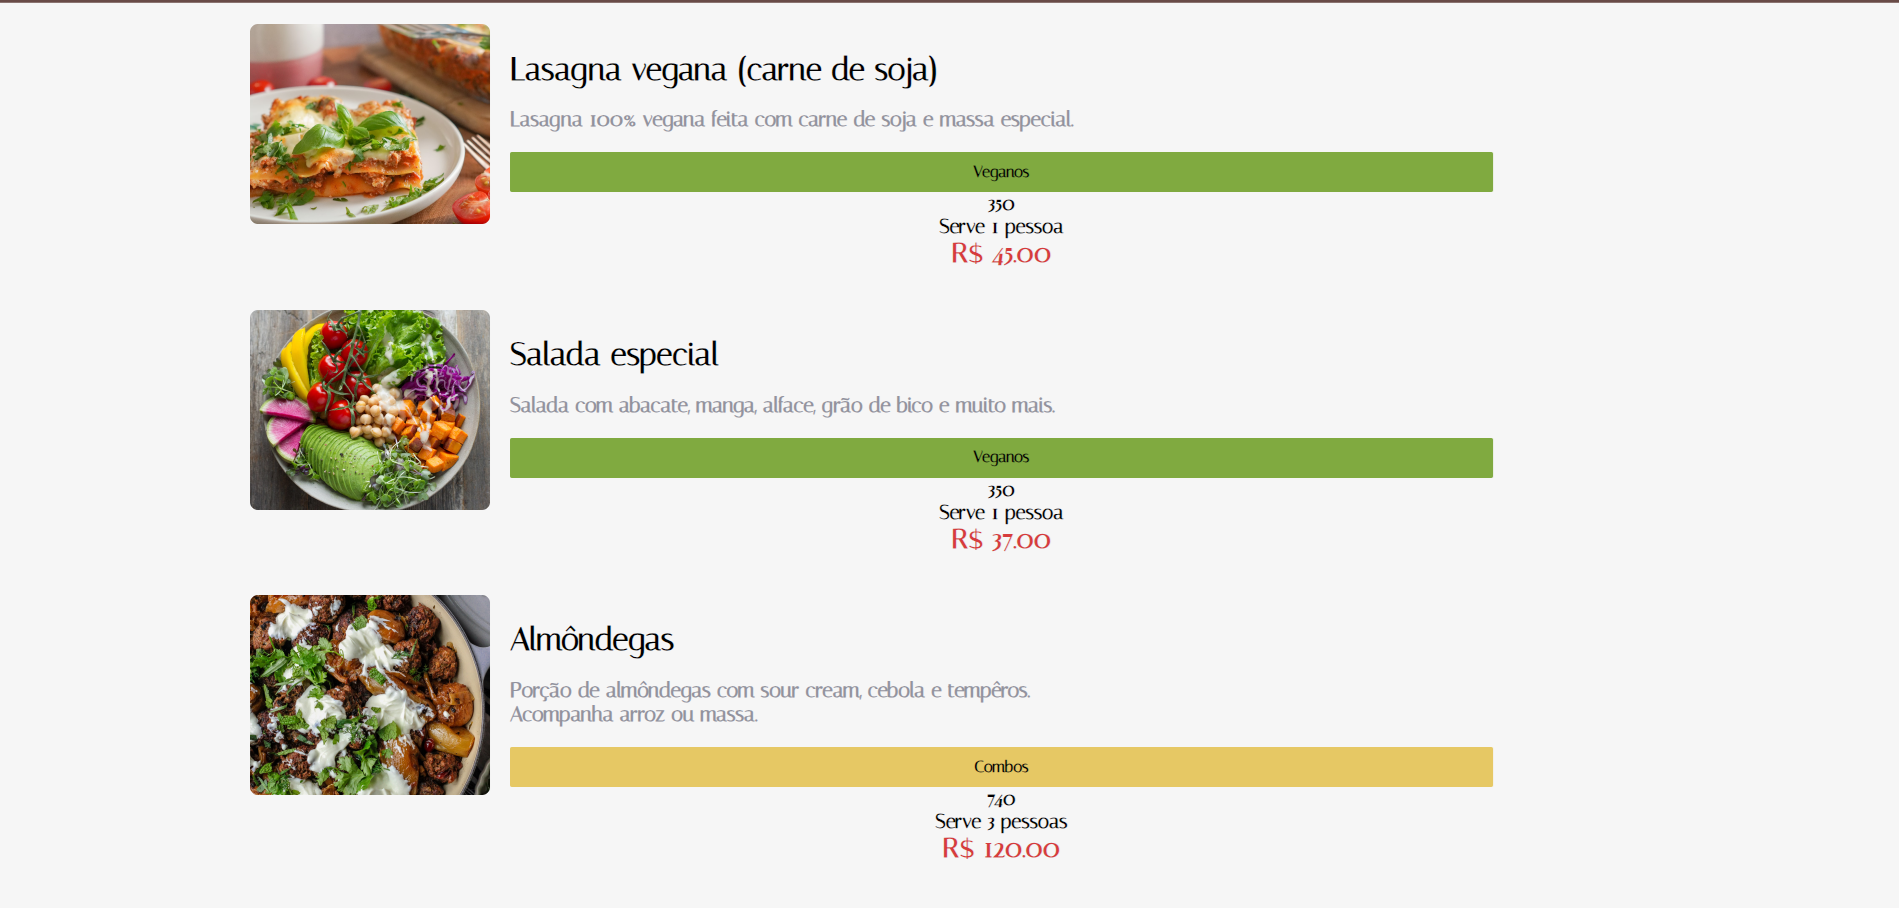 Lasagna vegana (carne de soja)
Lasagna 100% vegana feita com carne de soja e massa especial.
Veganos
350
Serve 1 pessoa
R$ 45.00
Salada especial
Salada com abacate, manga, alface, grão de bico e muito mais.
Veganos
350
Serve 1 pessoa
R$ 37.00
Almôndegas
Porção de almôndegas com sour cream, cebola e tempêros.
Acompanha arroz ou massa.
Combos
740
Serve 3 pessoas
R$ 120.00